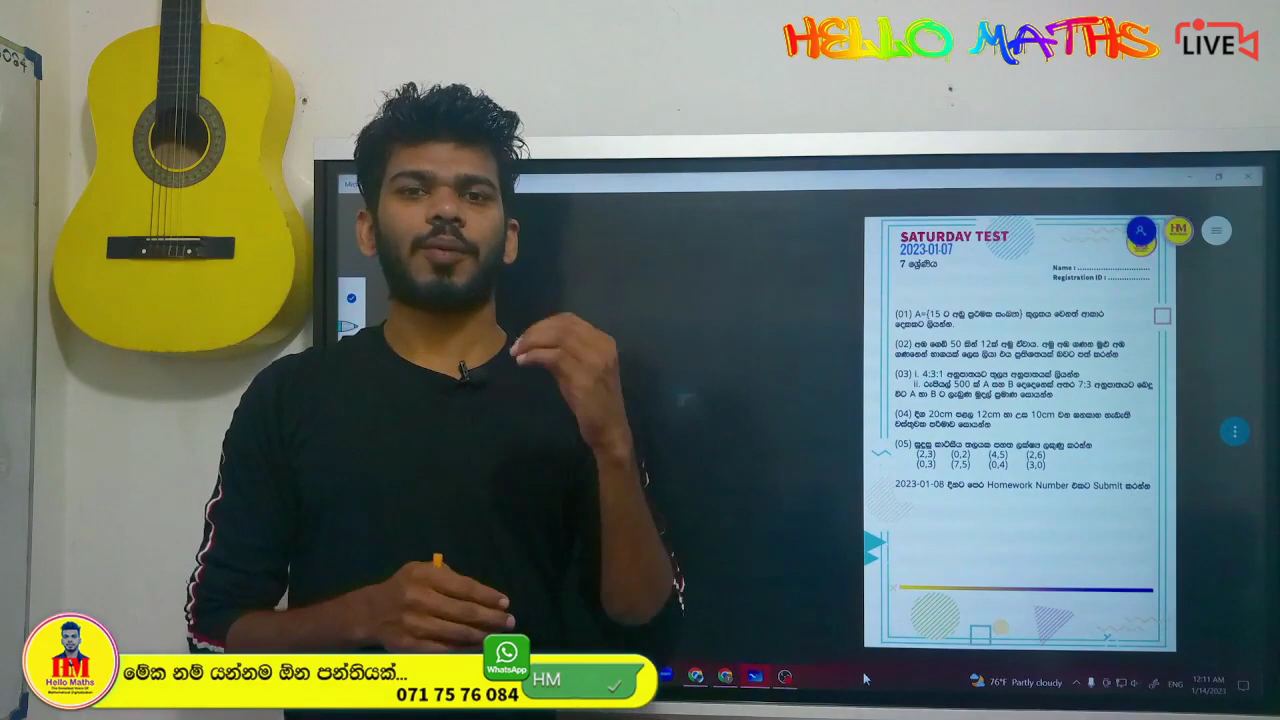 HELLO MATHS
LIVE
SATURDAY TEST
2023-01-07
7 ශ්‍රේණිය
Name : ..............................
Registration ID : .................
HM
(01) A={15 ට අඩු ප්‍රථමක සංඛ්‍යා} කුලකය වෙනත් ආකාර
දෙකකට ලියන්න.
(02) අඹ ගෙඩි 50 කින් 12ක් අමු ඒවාය. අමු අඹ ගණන මුළු අඹ
ගණනෙන් භාගයක් ලෙස ලියා එය ප්‍රතිශතයක් බවට පත් කරන්න
(03) i. 4:3:1 අනුපාතයට තුල්‍ය අනුපාතයක් ලියන්න
ii. රුපියල් 500 ක් A සහ B දෙදෙනෙක් අතර 7:3 අනුපාතයට බෙදූ
විට A හා B ට ලැබුණ මුදල් ප්‍රමාණ සොයන්න
(04) දිග 20cm පළල 12cm හා උස 10cm වන ඝනකාභ හැඩැති
වස්තුවක පරිමාව සොයන්න
(05) සුදුසු කාටිසීය තලයක පහත ලක්ෂ්‍ය ලකුණු කරන්න
(2,3) (0,2) (4,5) (2,6)
(0,3) (7,5) (0,4) (3,0)
2023-01-08 දිනට පෙර Homework Number එකට Submit කරන්න
76°F Partly cloudy
ENG
12:11 AM
1/14/2023
HM
Hello Maths
මේක නම් යන්නම ඕන පන්තියක්...
071 75 76 084
WhatsApp
HM